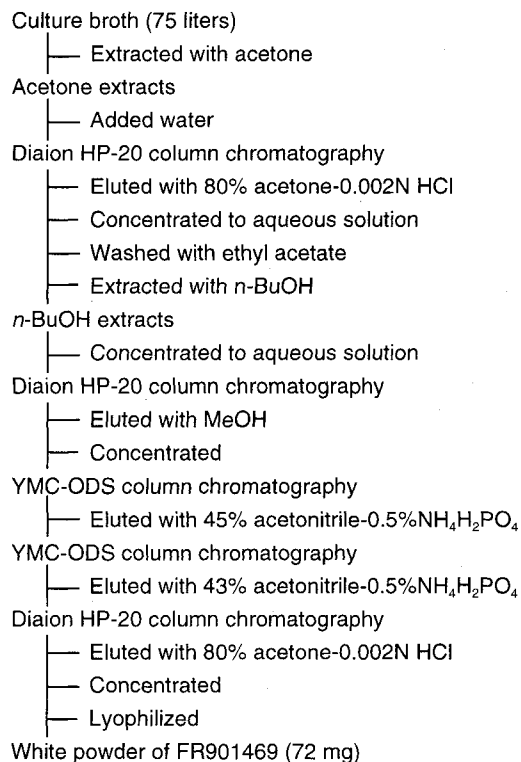 Culture broth (75 liters)
Extracted with acetone
Acetone extracts
Added water
Diaion HP-20 column chromatography
Eluted with 80% acetone-0.002N HCl
Concentrated to aqueous solution
Washed with ethyl acetate
Extracted with n-BuOH
n-BuOH extracts
Concentrated to aqueous solution
Diaion HP-20 column chromatography
Eluted with MeOH
Concentrated
YMC-ODS column chromatography
Eluted with 45% acetonitrile-0.5%NH₄H₂PO₄
YMC-ODS column chromatography
Eluted with 43% acetonitrile-0.5%NH₄H₂PO₄
Diaion HP-20 column chromatography
Eluted with 80% acetone-0.002N HCl
Concentrated
Lyophilized
White powder of FR901469 (72 mg)